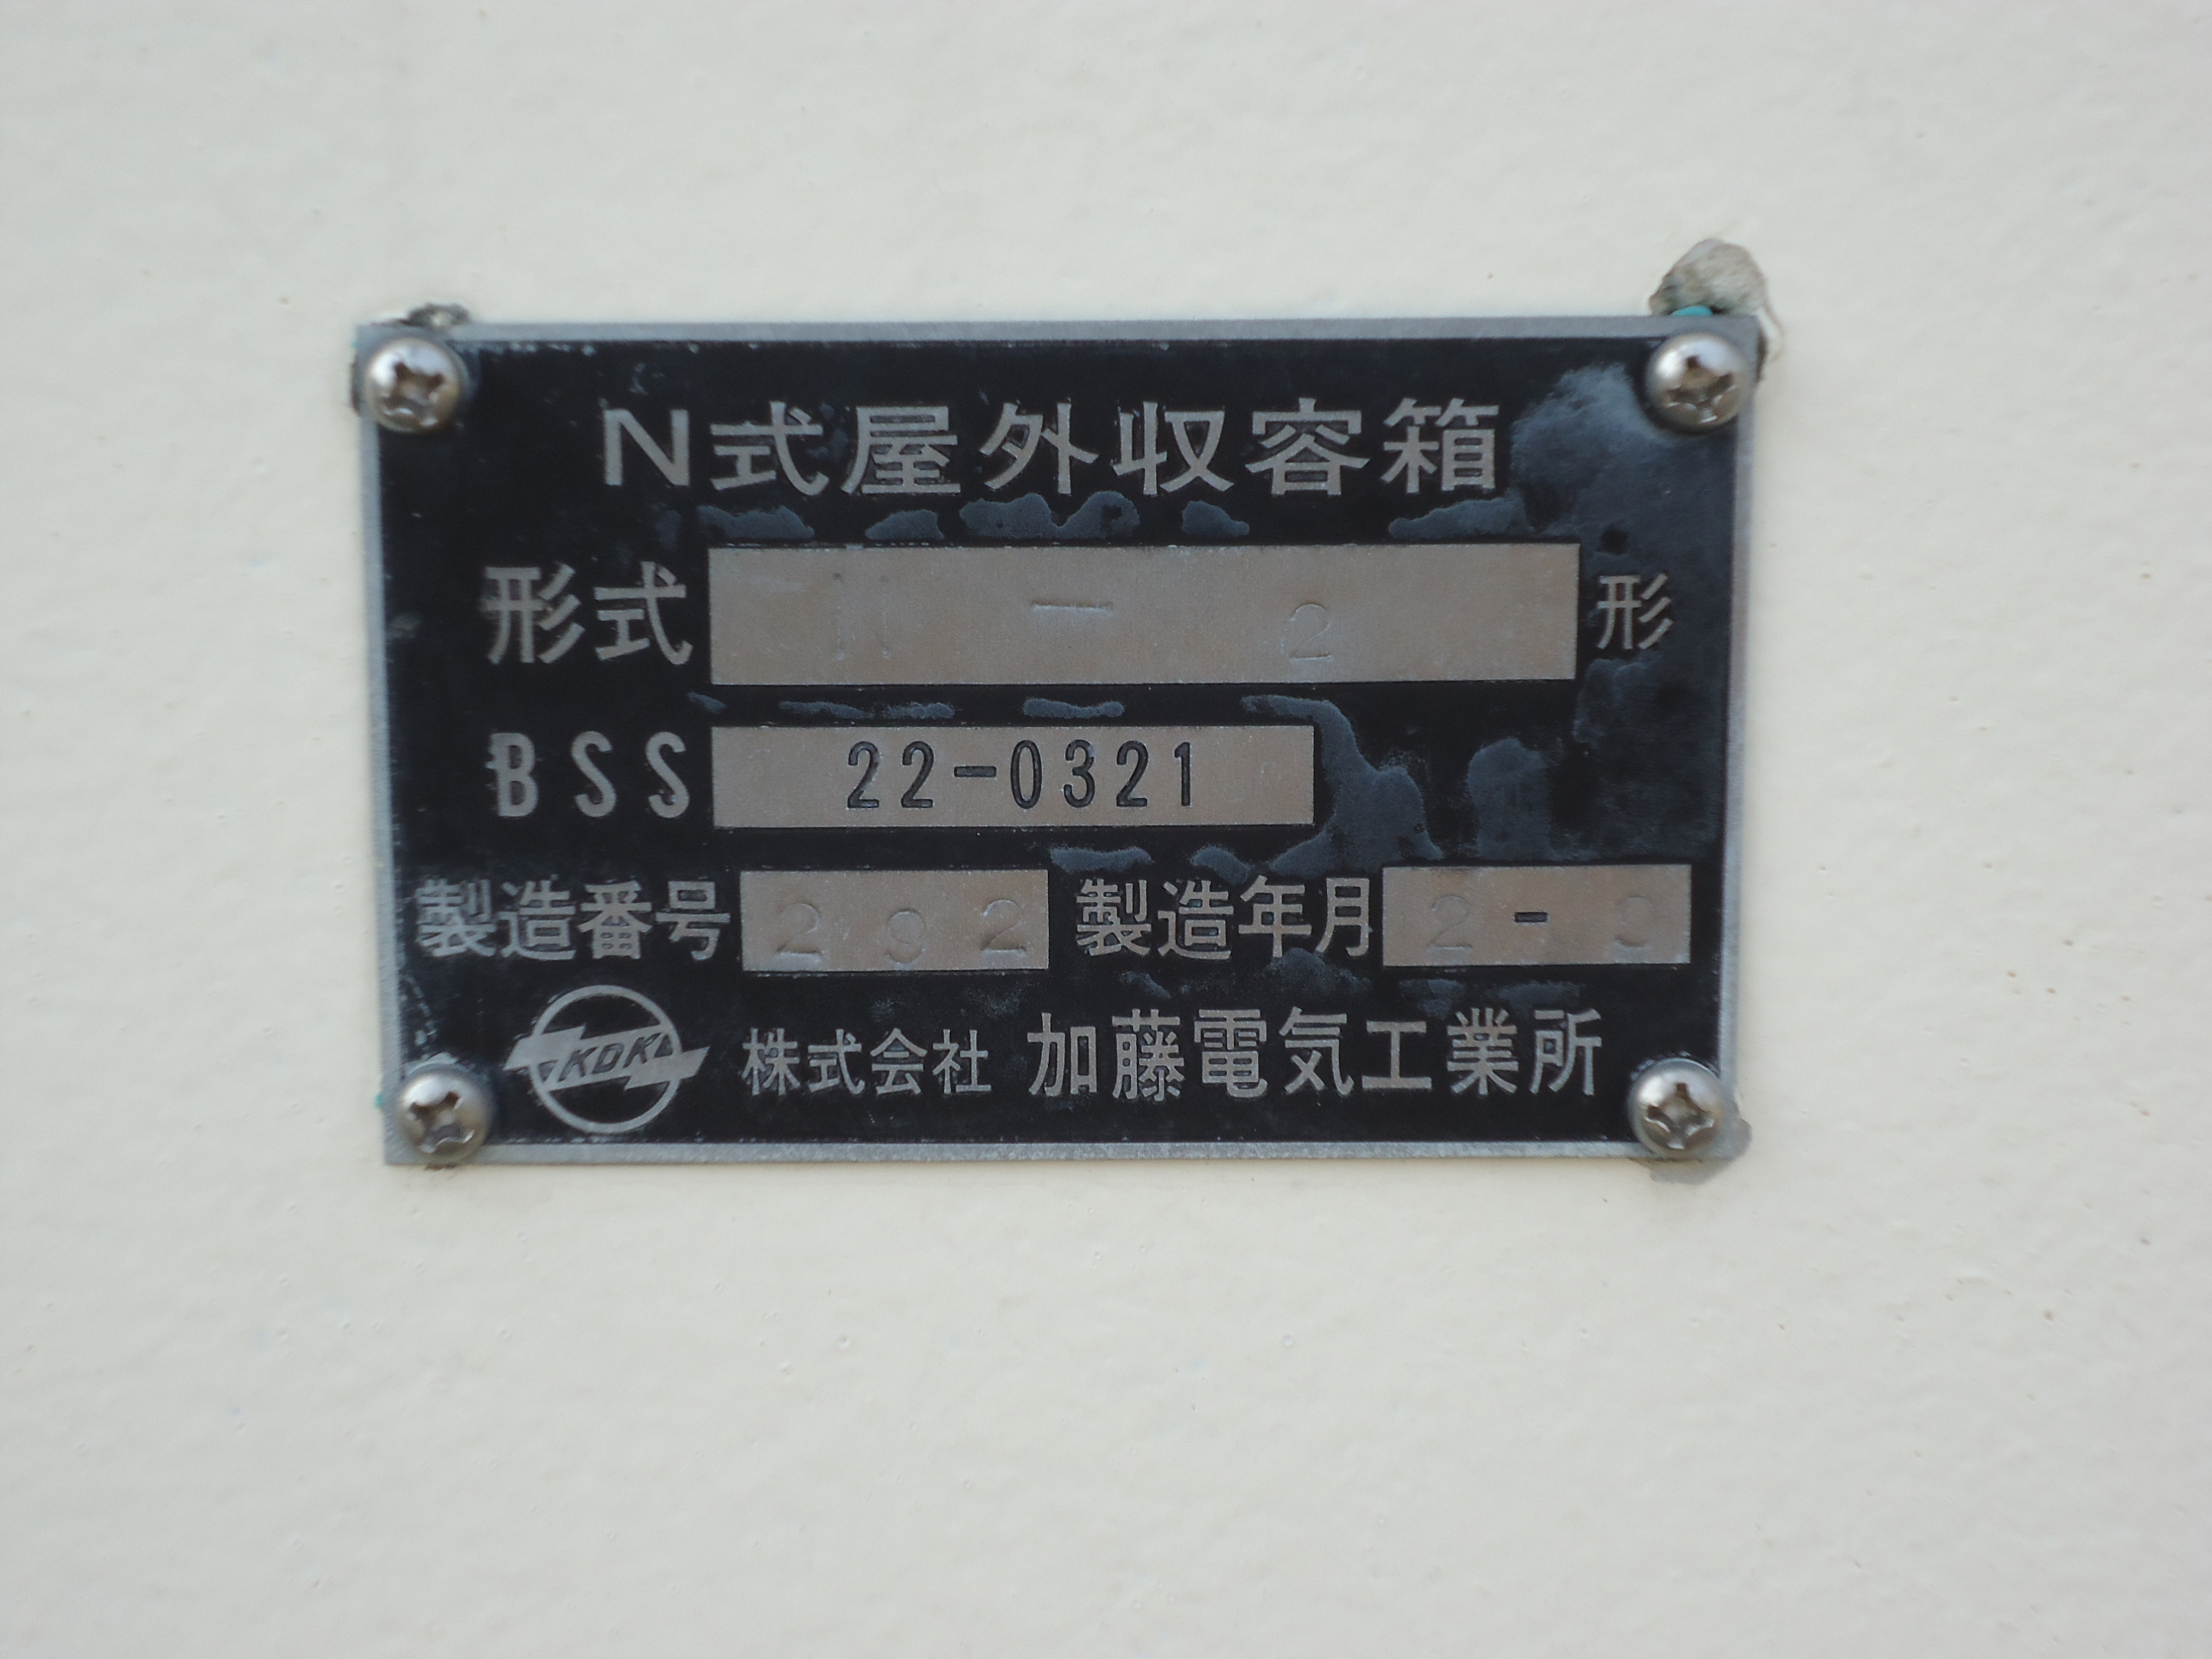 N式屋外収容箱
形式 N-2 形
BSS 22-0321
製造番号 292 製造年月 2-9
KDK 株式会社 加藤電気工業所